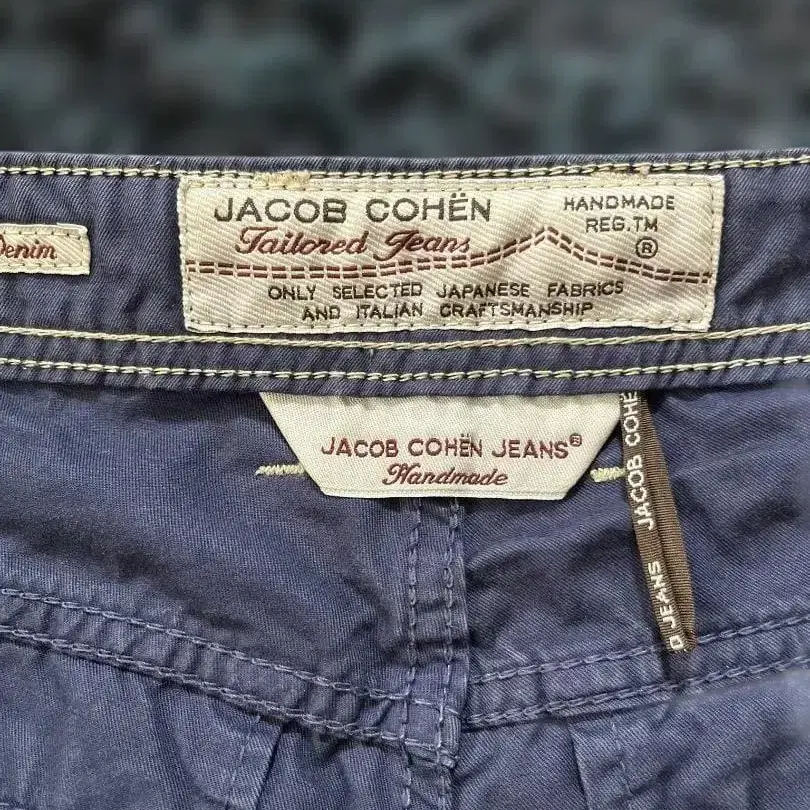 Denim
JACOB COHËN
Tailored Jeans
HANDMADE
REG.TM
®
ONLY SELECTED JAPANESE FABRICS
AND ITALIAN CRAFTSMANSHIP
JACOB COHËN JEANS®
Handmade
JACOB COHË
D JEANS